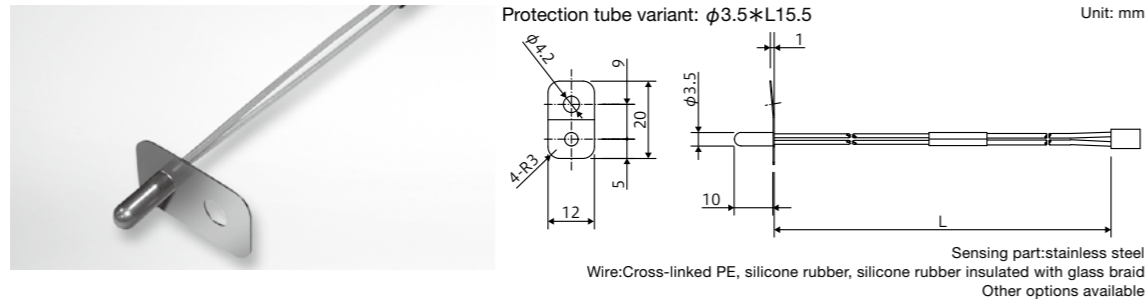 Protection tube variant: φ3.5*L15.5
Unit: mm
φ4.2
9
20
5
4-R3
12
1
φ3.5
10
L
Sensing part:stainless steel
Wire:Cross-linked PE, silicone rubber, silicone rubber insulated with glass braid
Other options available